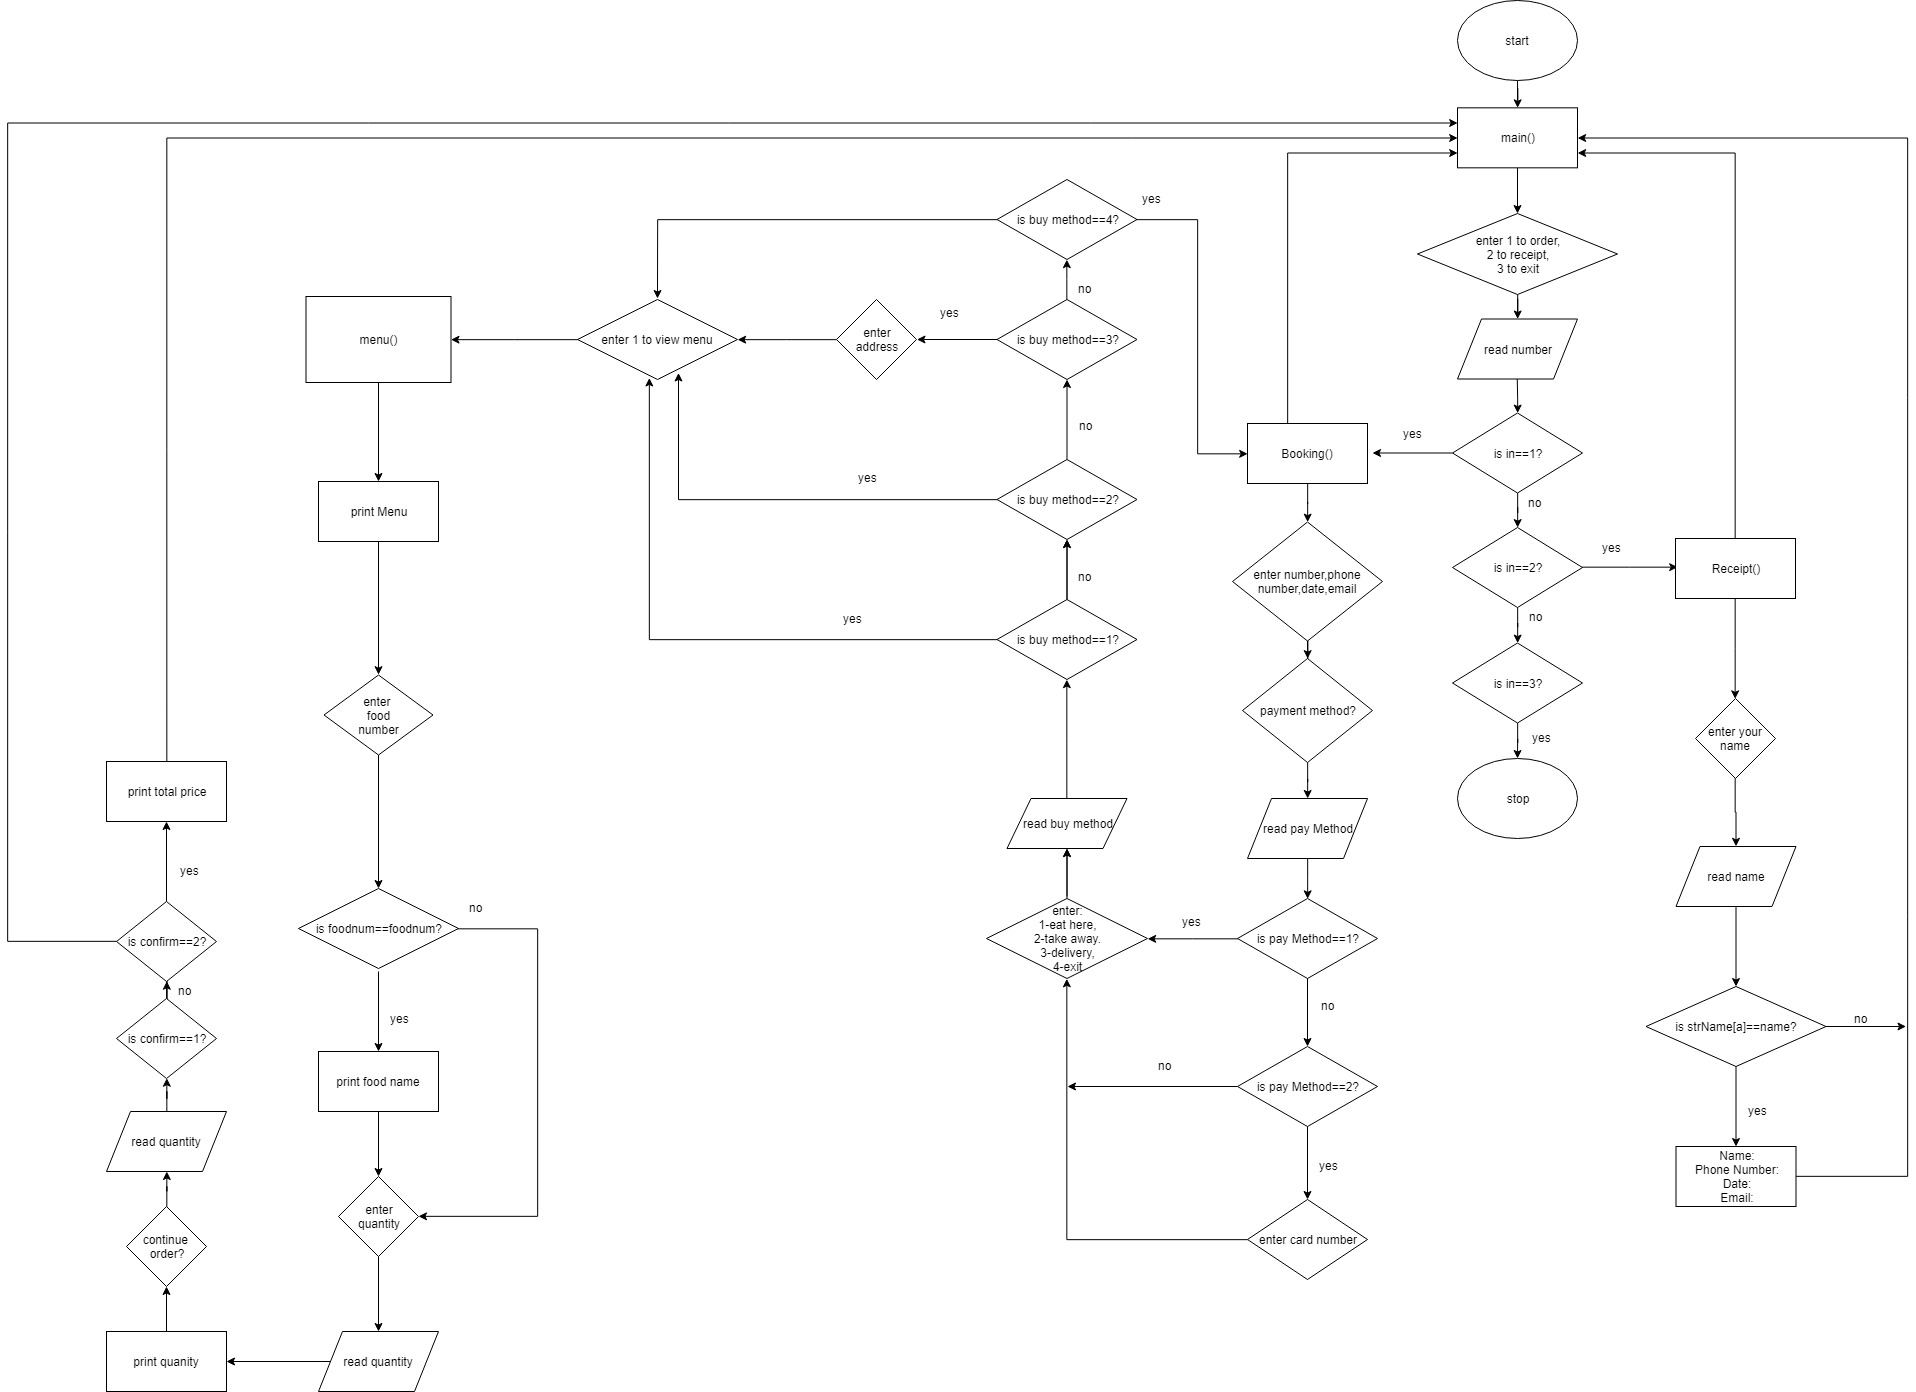 start
main()
enter 1 to order,
2 to receipt,
3 to exit
read number
is in==1?
yes
no
is in==2?
yes
no
is in==3?
yes
stop
Receipt()
enter your
name
read name
is strName[a]==name?
no
yes
Name:
Phone Number:
Date:
Email:
Booking()
enter number,phone
number,date,email
payment method?
read pay Method
is pay Method==1?
yes
no
is pay Method==2?
no
yes
enter card number
enter:
1-eat here,
2-take away.
3-delivery,
4-exit
read buy method
is buy method==1?
yes
no
is buy method==2?
yes
no
is buy method==3?
yes
no
is buy method==4?
yes
enter
address
enter 1 to view menu
menu()
print Menu
enter
food
number
is foodnum==foodnum?
no
yes
print food name
enter
quantity
read quantity
print quanity
continue
order?
read quantity
is confirm==1?
no
is confirm==2?
yes
print total price